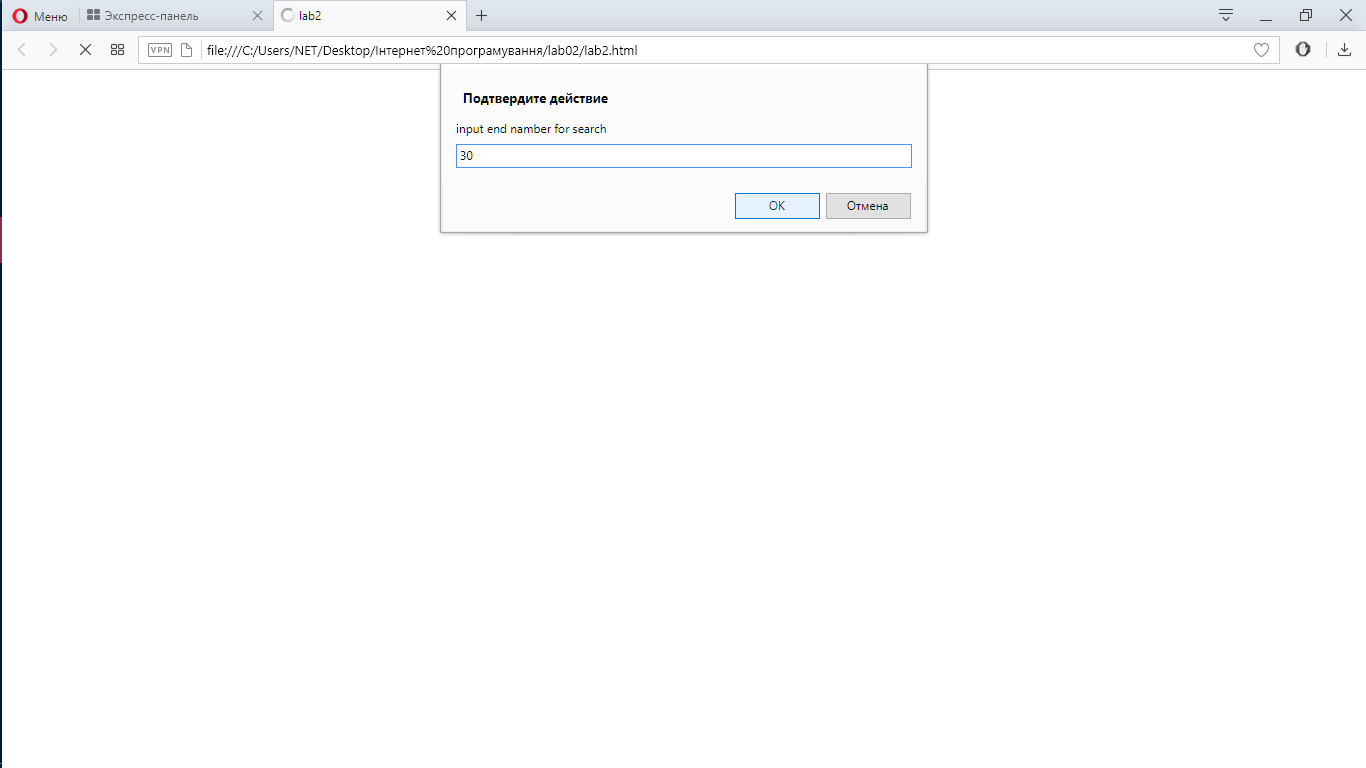 Меню
Экспресс-панель
lab2
VPN
file:///C:/Users/NET/Desktop/Інтернет%20програмування/lab02/lab2.html
Подтвердите действие
input end namber for search
30
OK
Отмена